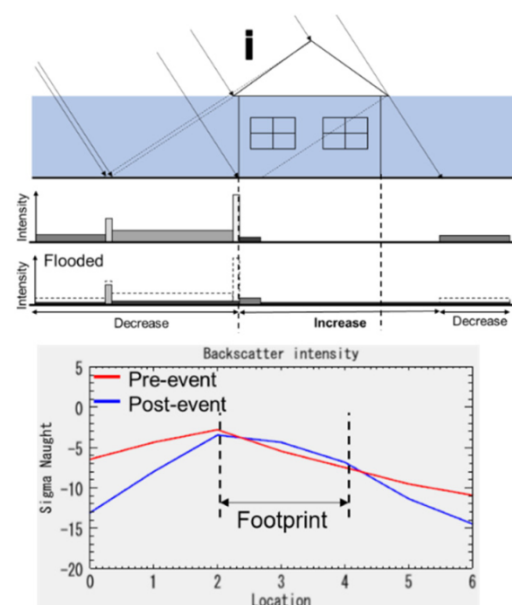 i
Intensity
Intensity
Flooded
Decrease
Increase
Decrease
Backscatter intensity
Pre-event
Post-event
Footprint
Sigma Naught
5
0
-5
-10
-15
-20
0 1 2 3 4 5 6
Location